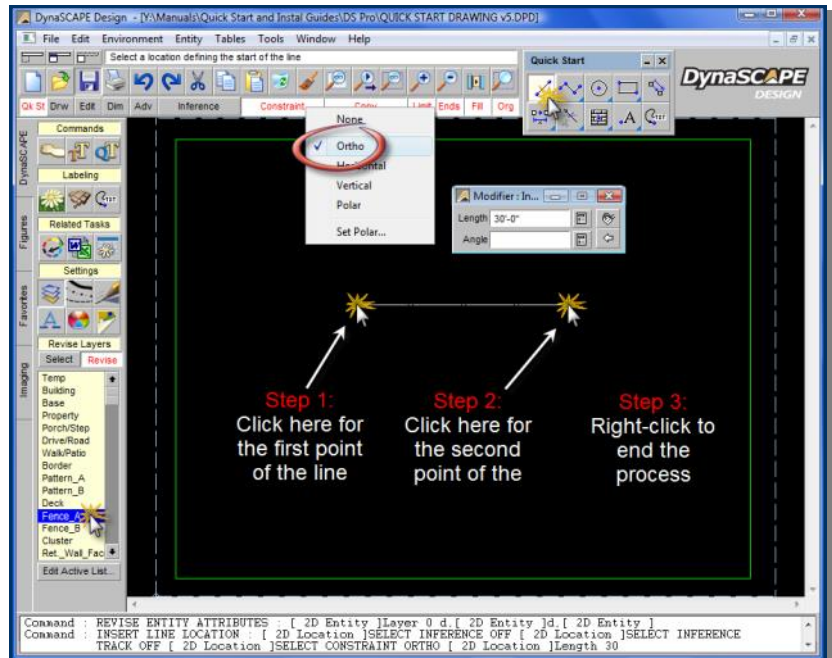 DynaSCAPE Design - [Y:\Manuals\Quick Start and Instal Guides\DS Pro\QUICK START DRAWING v5.DPD]
File Edit Environment Entity Tables Tools Window Help
Select a location defining the start of the line
Quick Start
DynaSCAPE
DESIGN
Qk St Drw Edit Dim Adv Inference Constraint Copy Limit Ends Fill Org
None
Ortho
Horizontal
Vertical
Polar
Set Polar...
DynaSCAPE
Figures
Favorites
Imaging
Commands
Labeling
Related Tasks
Settings
Revise Layers
Select Revise
Temp
Building
Base
Property
Porch/Step
Drive/Road
Walk/Patio
Border
Pattern_A
Pattern_B
Deck
Fence_A
Fence_B
Cluster
Ret._Wall_Fac
Edit Active List...
Modifier : In...
Length 30'-0"
Angle
Step 1:
Click here for
the first point
of the line
Step 2:
Click here for
the second
point of the
Step 3:
Right-click to
end the
process
Command : REVISE ENTITY ATTRIBUTES : [ 2D Entity ]Layer 0 d.[ 2D Entity ]d.[ 2D Entity ]
Command : INSERT LINE LOCATION : [ 2D Location ]SELECT INFERENCE OFF [ 2D Location ]SELECT INFERENCE
TRACK OFF [ 2D Location ]SELECT CONSTRAINT ORTHO [ 2D Location ]Length 30